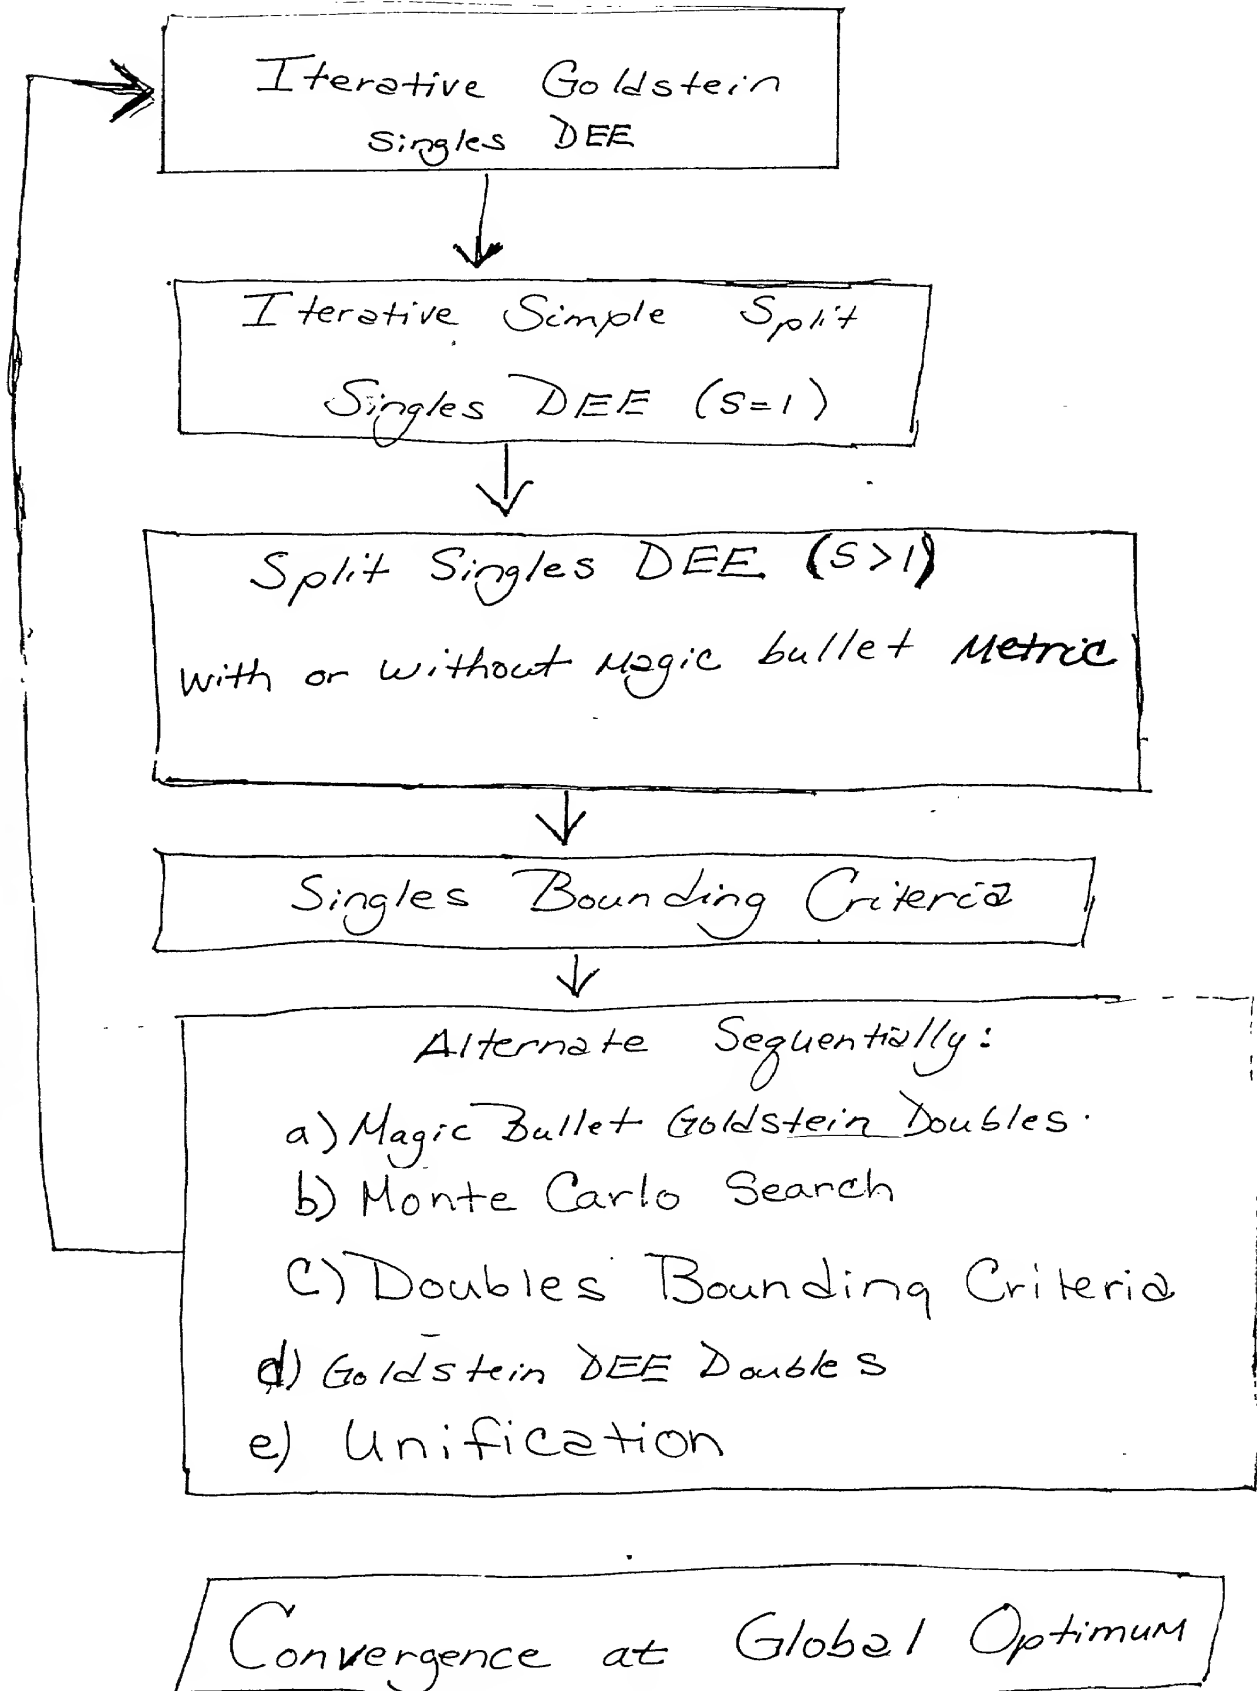 Iterative Goldstein
Singles DEE
Iterative Simple Split
Singles DEE (S=1)
Split Singles DEE (S>1)
with or without Magic bullet Metric
Singles Bounding Criteria
Alternate Sequentially:
a) Magic Bullet Goldstein Doubles.
b) Monte Carlo Search
C) Doubles Bounding Criteria
d) Goldstein DEE Doubles
e) Unification
Convergence at Global Optimum